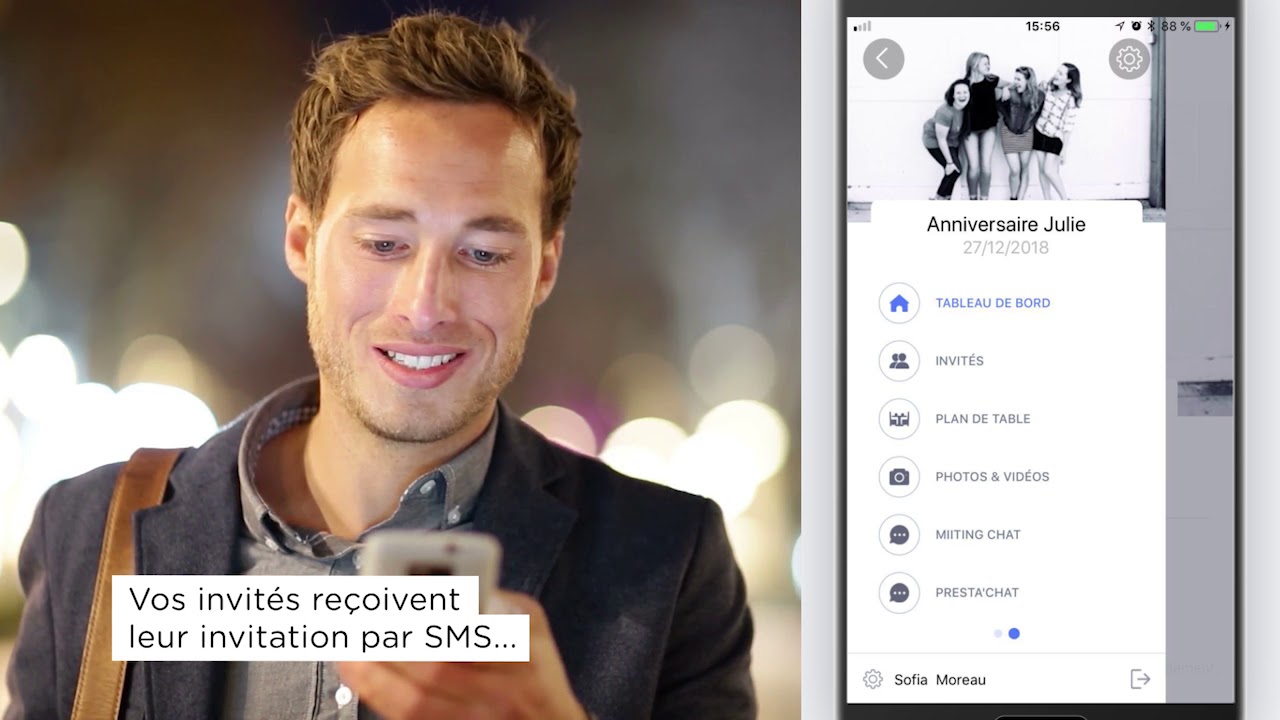 Vos invités reçoivent
leur invitation par SMS...
15:56
88 %
Anniversaire Julie
27/12/2018
TABLEAU DE BORD
INVITÉS
PLAN DE TABLE
PHOTOS & VIDÉOS
MIITING CHAT
PRESTA'CHAT
Sofia Moreau